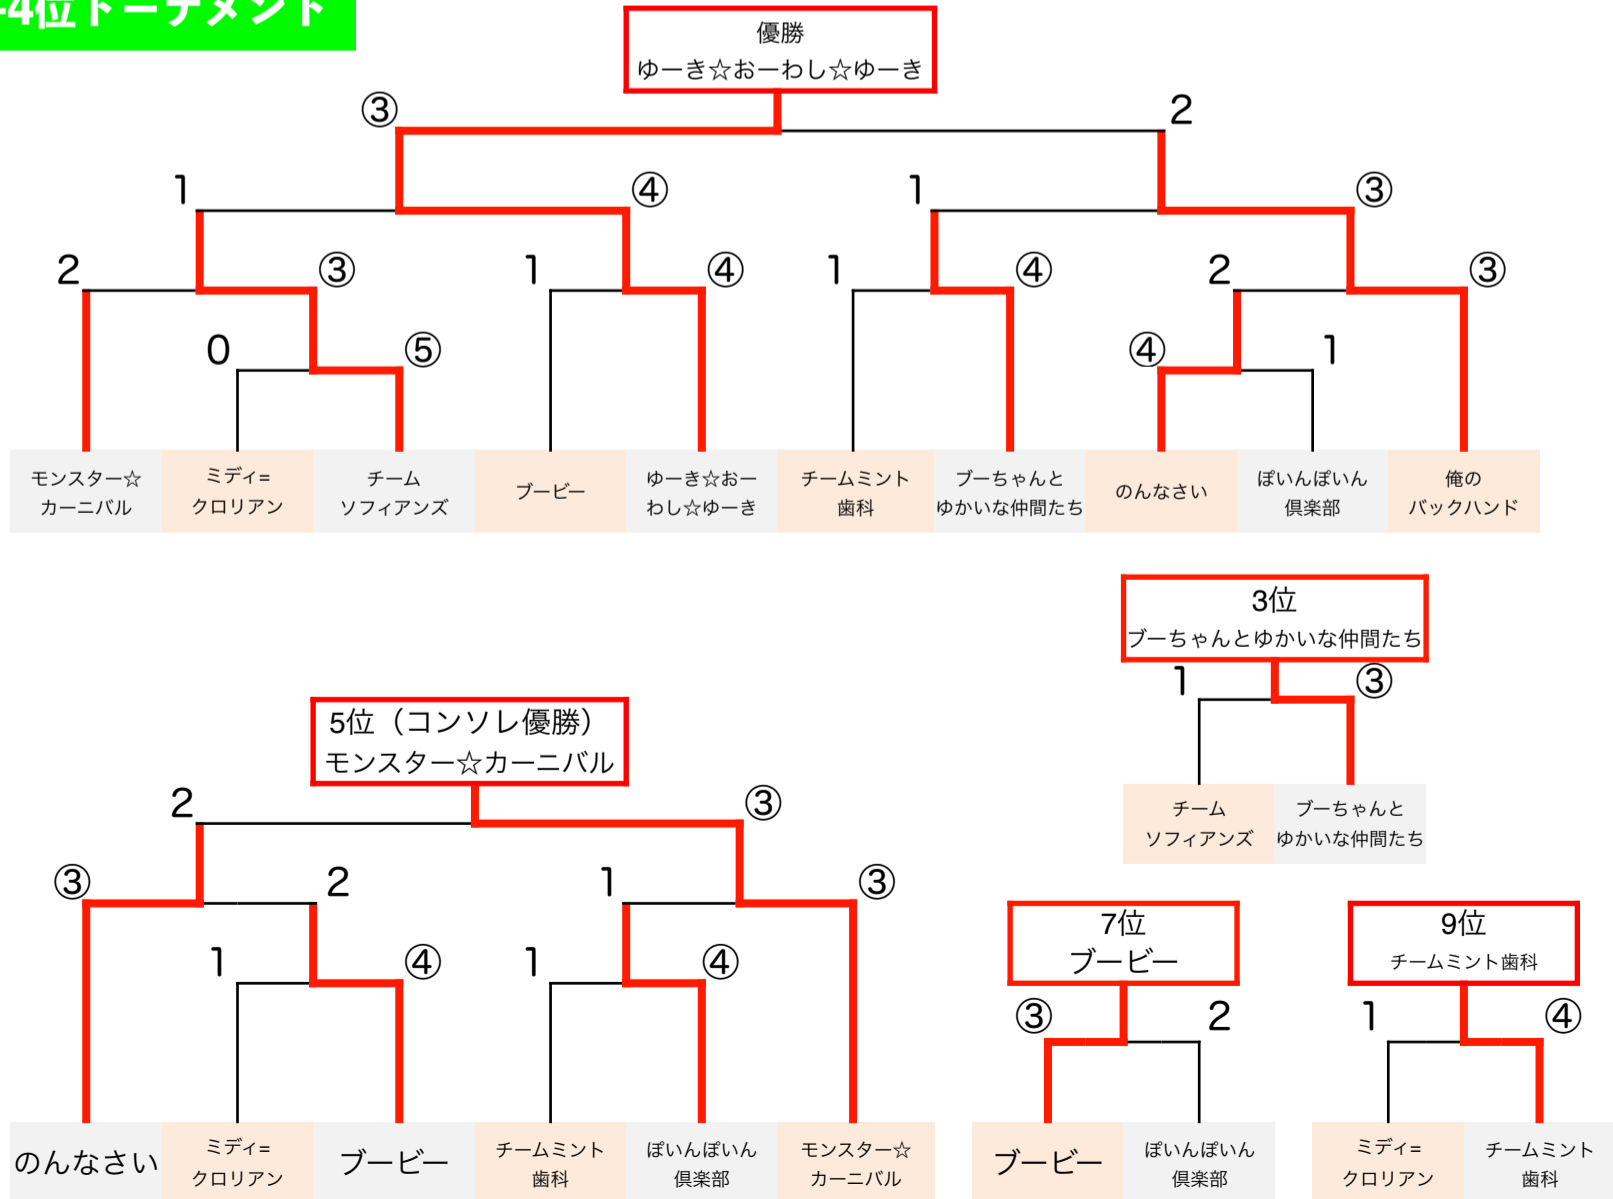 -4位トーナメント
優勝
ゆーき☆おーわし☆ゆーき
③
2
1
④
1
③
2
③
1
④
1
④
2
③
0
⑤
④
1
モンスター☆
カーニバル
ミディ=
クロリアン
チーム
ソフィアンズ
ブービー
ゆーき☆おー
わし☆ゆーき
チームミント
歯科
ブーちゃんと
ゆかいな仲間たち
のんなさい
ぽいんぽいん
倶楽部
俺の
バックハンド
3位
ブーちゃんとゆかいな仲間たち
1
③
チーム
ソフィアンズ
ブーちゃんと
ゆかいな仲間たち
5位（コンソレ優勝）
モンスター☆カーニバル
2
③
③
2
1
③
1
④
1
④
のんなさい
ミディ=
クロリアン
ブービー
チームミント
歯科
ぽいんぽいん
倶楽部
モンスター☆
カーニバル
7位
ブービー
③
2
ブービー
ぽいんぽいん
倶楽部
9位
チームミント歯科
1
④
ミディ=
クロリアン
チームミント
歯科